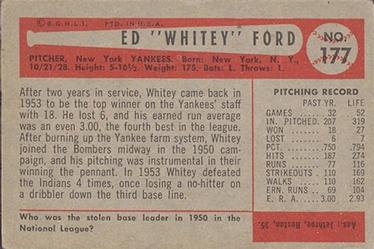 © B.G.H.L.I. PTD. IN U.S.A.
ED "WHITEY" FORD
NO.
177
PITCHER, New York YANKEES. Born: New York, N. Y.,
10/21/28. Height: 5-10½. Weight: 175. Bats: L. Throws: L.
After two years in service, Whitey came back in
1953 to be the top winner on the Yankees' staff
with 18. He lost 6, and his earned run average
was an even 3.00, the fourth best in the league.
After burning up the Yankee farm system, Whitey
joined the Bombers midway in the 1950 cam-
paign, and his pitching was instrumental in their
winning the pennant. In 1953 Whitey defeated
the Indians 4 times, once losing a no-hitter on
a dribbler down the third base line.
PITCHING RECORD
PAST YR. LIFE
GAMES 32 52
IN. PITCHED 207 319
WON 18 27
LOST 6 7
PCT. .750 .794
HITS 187 274
RUNS 77 116
STRIKEOUTS 110 169
WALKS 110 162
ERN. RUNS 69 104
E. R. A. 3.00 2.93
Who was the stolen base leader in 1950 in the
National League?
Ans.: Jethroe, Boston, 35.